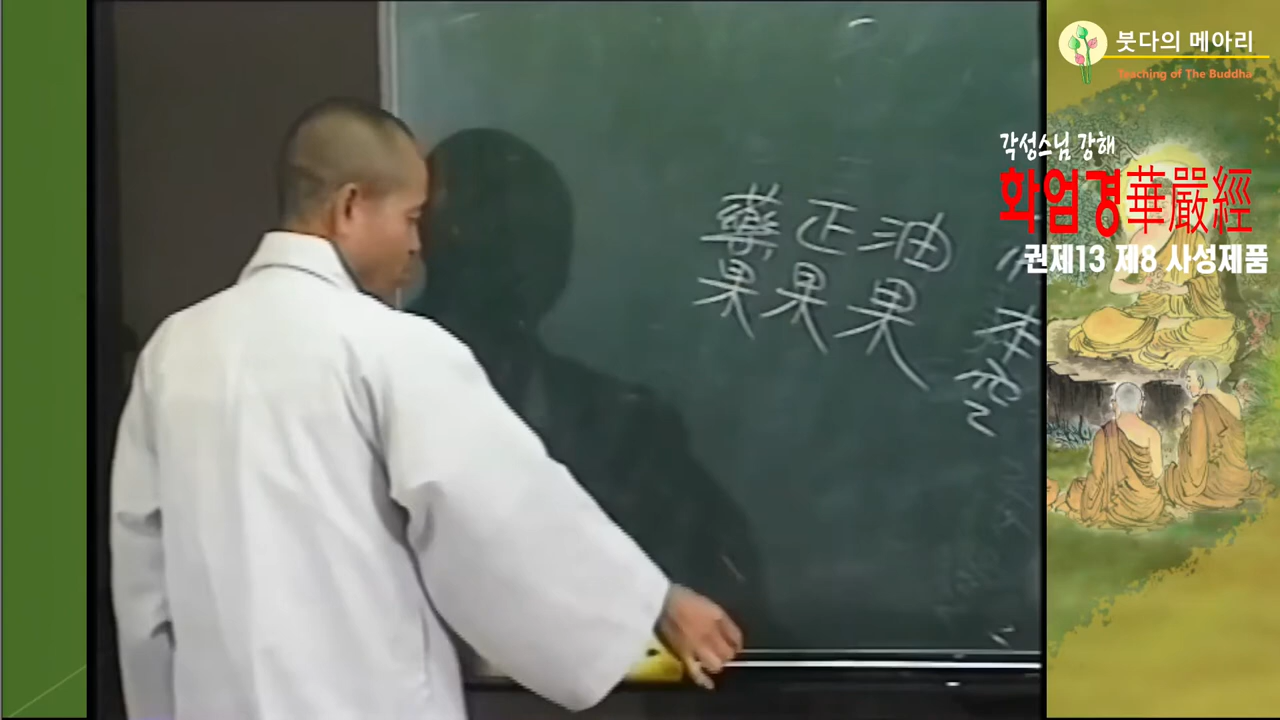 붓다의 메아리
Teaching of The Buddha
각성스님 강해
화엄경華嚴經
권제13 제8 사성제품
油果
正果
藥果
本